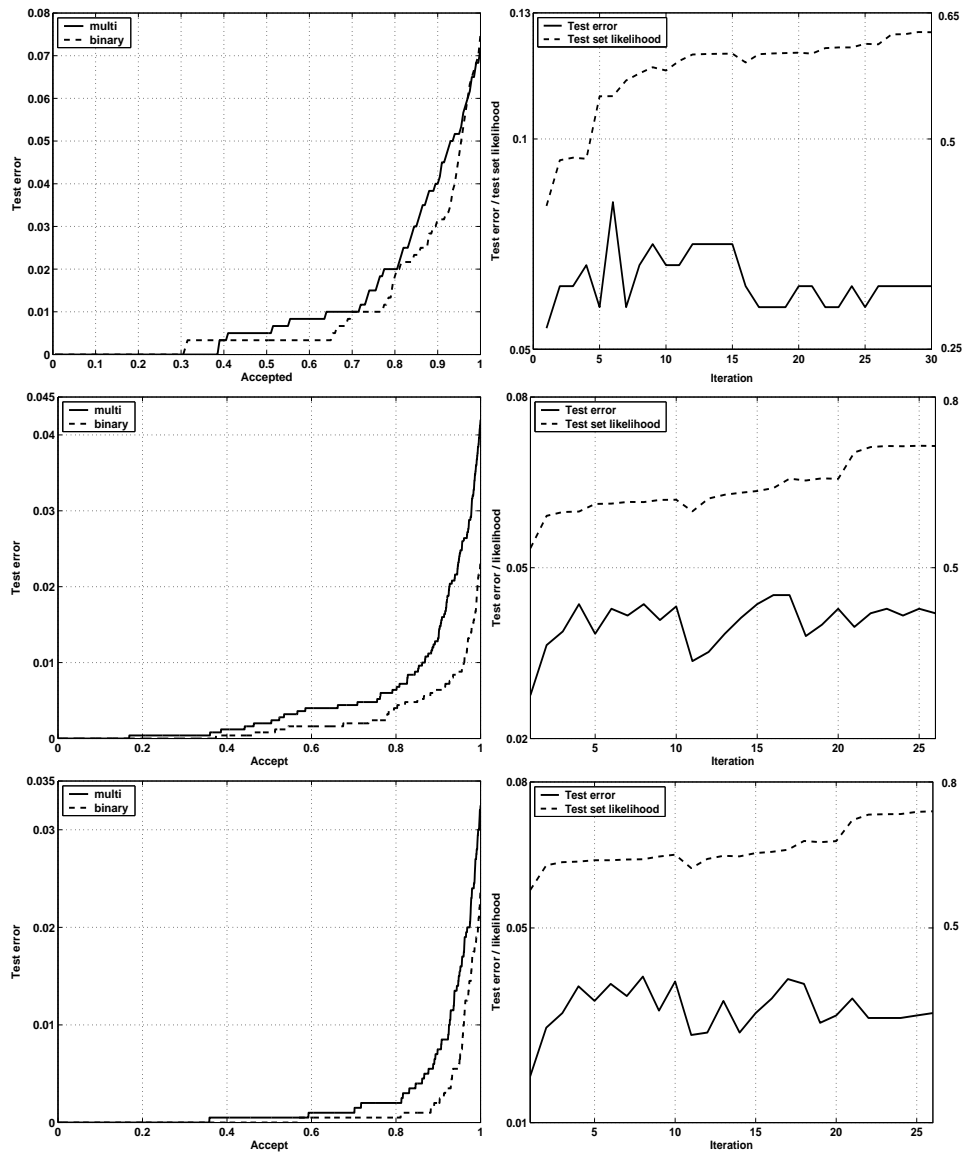 0.08
0.07
0.06
0.05
0.04
0.03
0.02
0.01
0
Test error
multi
binary
0 0.1 0.2 0.3 0.4 0.5 0.6 0.7 0.8 0.9 1
Accepted
0.13
0.1
0.05
Test error / test set likelihood
Test error
Test set likelihood
0.65
0.5
0.25
0 5 10 15 20 25 30
Iteration
0.045
0.04
0.03
0.02
0.01
0
Test error
multi
binary
0 0.2 0.4 0.6 0.8 1
Accept
0.08
0.05
0.02
Test error / likelihood
Test error
Test set likelihood
0.8
0.5
5 10 15 20 25
Iteration
0.035
0.03
0.02
0.01
0
Test error
multi
binary
0 0.2 0.4 0.6 0.8 1
Accept
0.08
0.05
0.01
Test error / likelihood
Test error
Test set likelihood
0.8
0.5
5 10 15 20 25
Iteration